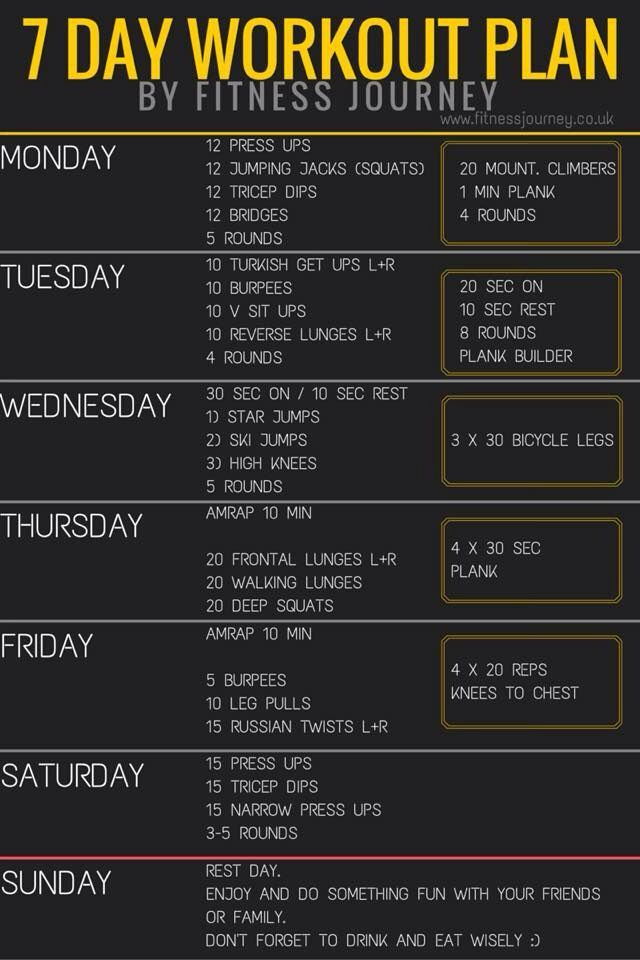 7 DAY WORKOUT PLAN
BY FITNESS JOURNEY
www.fitnessjourney.co.uk
MONDAY
12 PRESS UPS
12 JUMPING JACKS (SQUATS)
12 TRICEP DIPS
12 BRIDGES
5 ROUNDS
20 MOUNT. CLIMBERS
1 MIN PLANK
4 ROUNDS
TUESDAY
10 TURKISH GET UPS L+R
10 BURPEES
10 V SIT UPS
10 REVERSE LUNGES L+R
4 ROUNDS
20 SEC ON
10 SEC REST
8 ROUNDS
PLANK BUILDER
WEDNESDAY
30 SEC ON / 10 SEC REST
1) STAR JUMPS
2) SKI JUMPS
3) HIGH KNEES
5 ROUNDS
3 X 30 BICYCLE LEGS
THURSDAY
AMRAP 10 MIN
20 FRONTAL LUNGES L+R
20 WALKING LUNGES
20 DEEP SQUATS
4 X 30 SEC
PLANK
FRIDAY
AMRAP 10 MIN
5 BURPEES
10 LEG PULLS
15 RUSSIAN TWISTS L+R
4 X 20 REPS
KNEES TO CHEST
SATURDAY
15 PRESS UPS
15 TRICEP DIPS
15 NARROW PRESS UPS
3-5 ROUNDS
SUNDAY
REST DAY.
ENJOY AND DO SOMETHING FUN WITH YOUR FRIENDS
OR FAMILY.
DON'T FORGET TO DRINK AND EAT WISELY :)